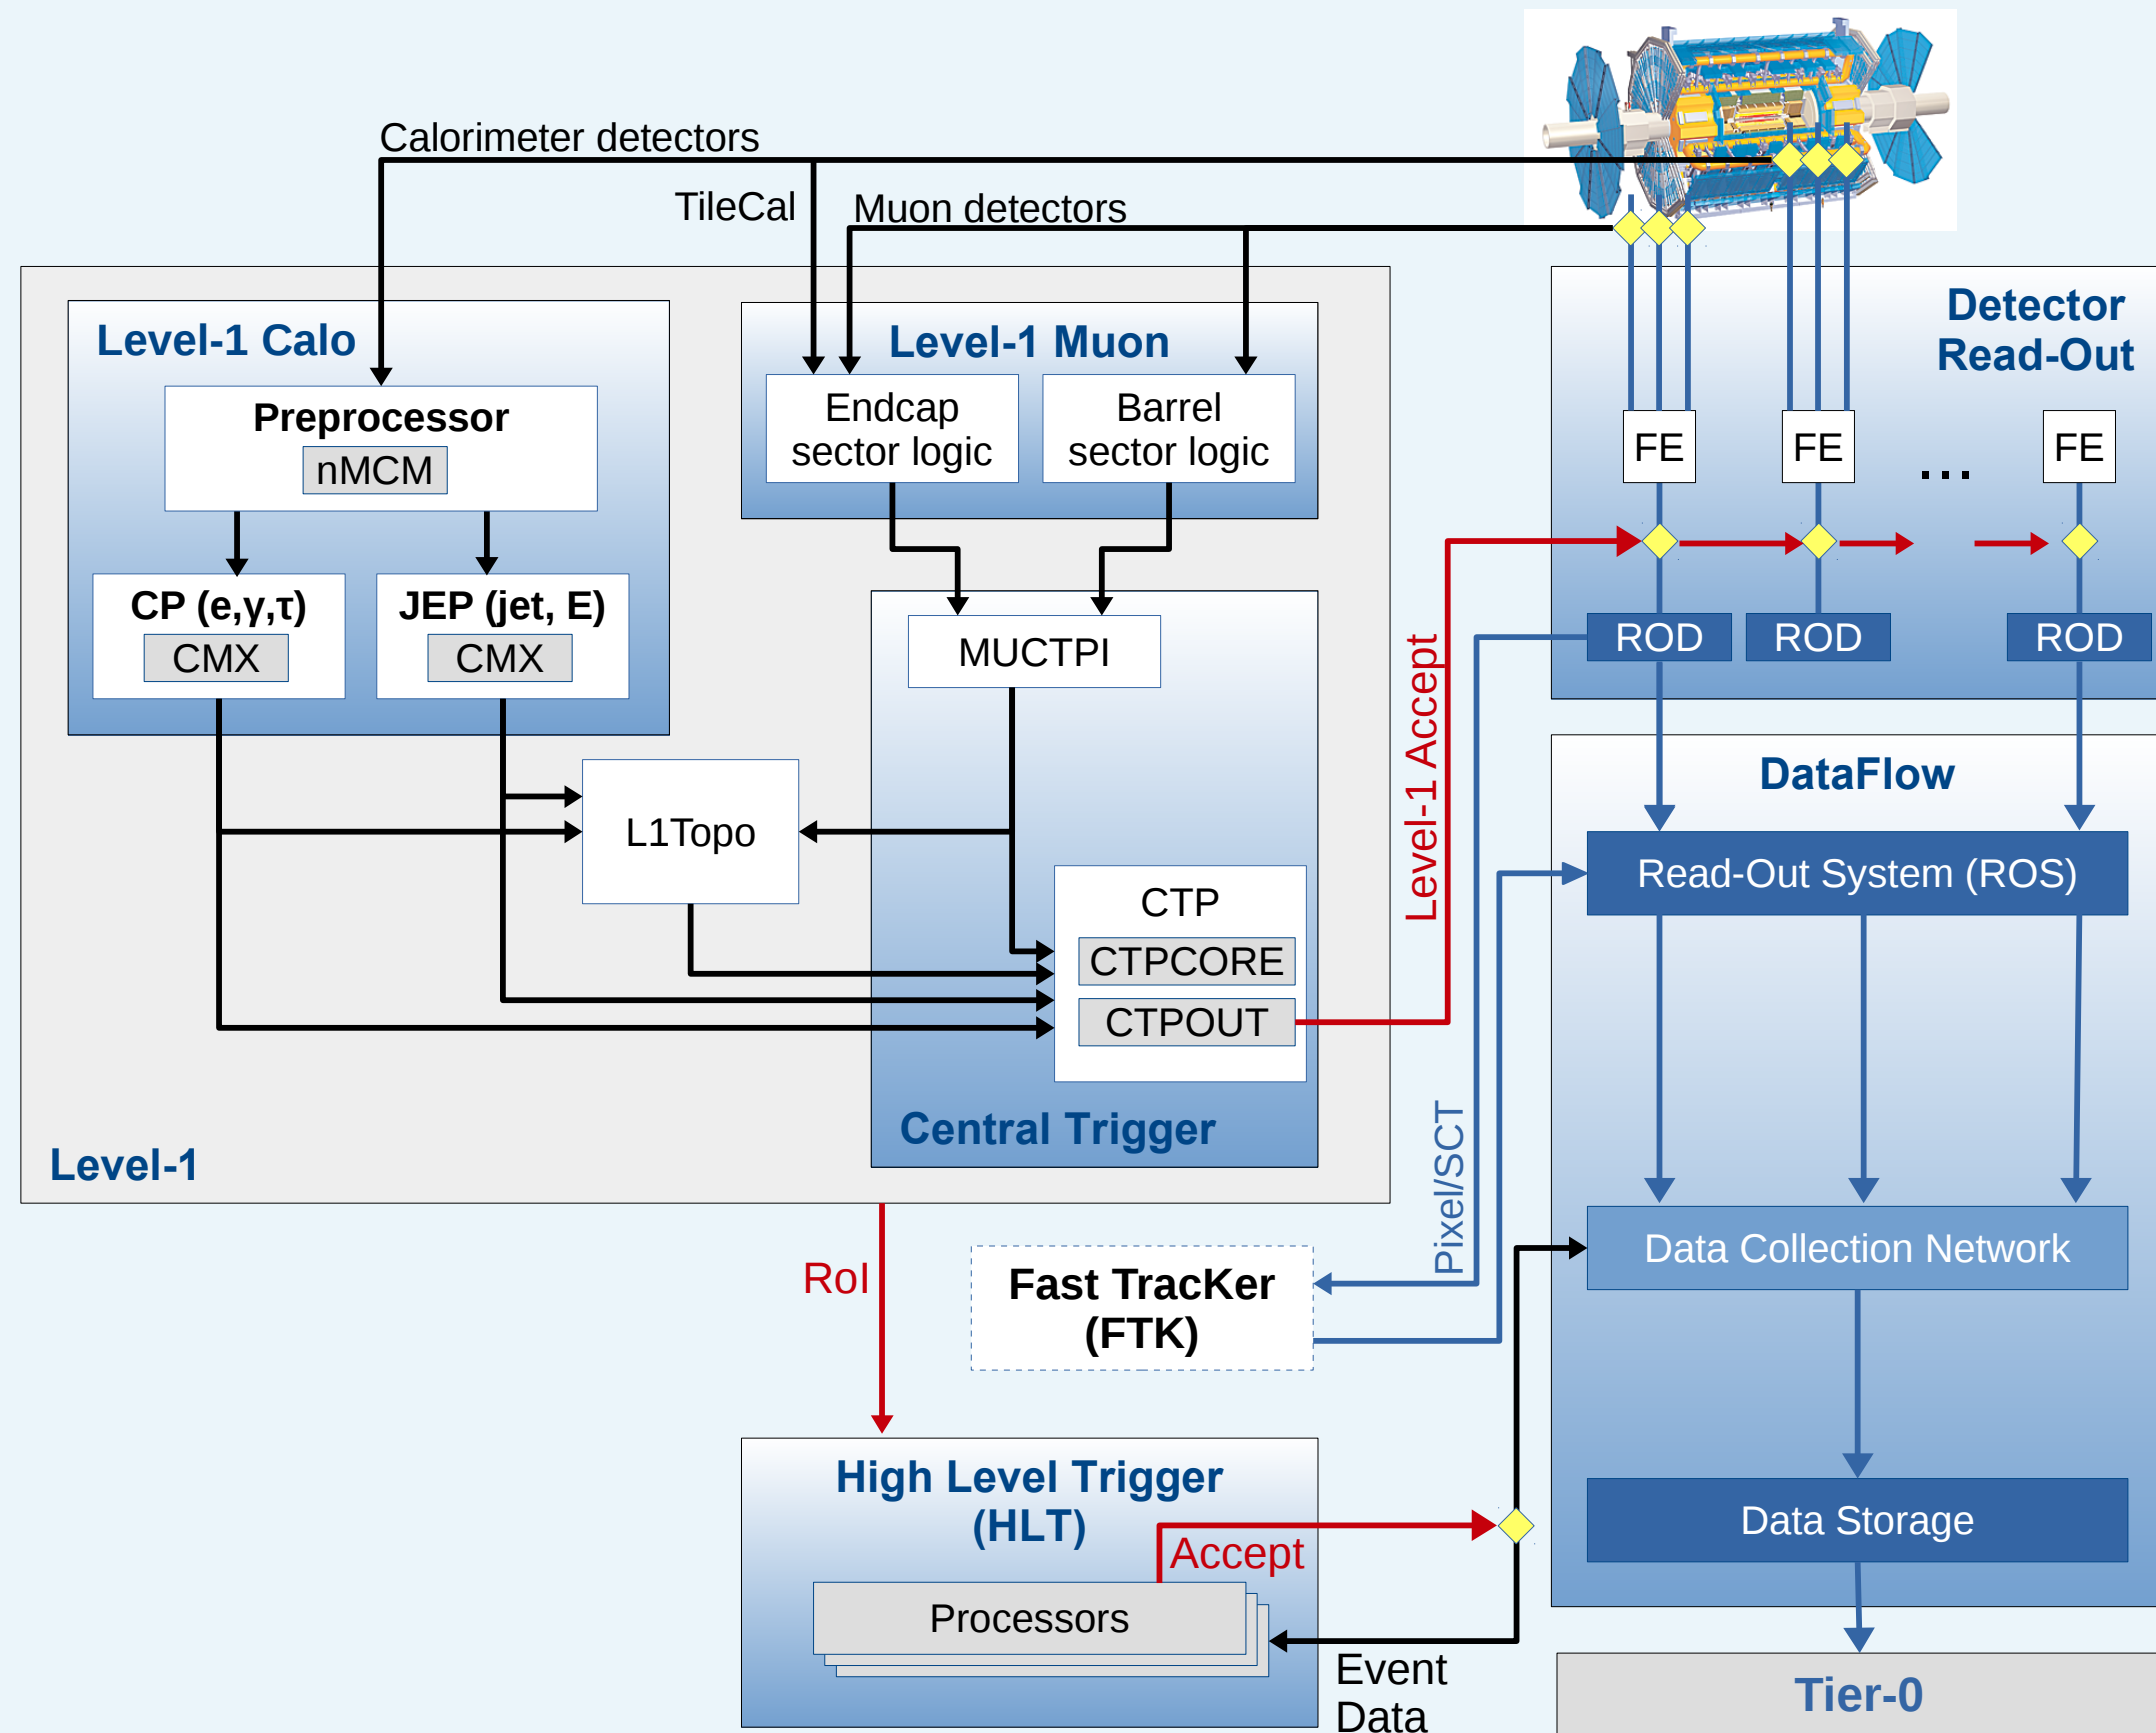 Calorimeter detectors
TileCal
Muon detectors
Level-1 Calo
Preprocessor
nMCM
CP (e,γ,τ)
CMX
JEP (jet, E)
CMX
Level-1 Muon
Endcap
sector logic
Barrel
sector logic
MUCTPI
L1Topo
CTP
CTPCORE
CTPOUT
Central Trigger
Level-1
Level-1 Accept
Detector
Read-Out
FE
FE
...
FE
ROD
ROD
ROD
DataFlow
Read-Out System (ROS)
Pixel/SCT
Data Collection Network
RoI
Fast TracKer
(FTK)
High Level Trigger
(HLT)
Accept
Processors
Event
Data
Data Storage
Tier-0